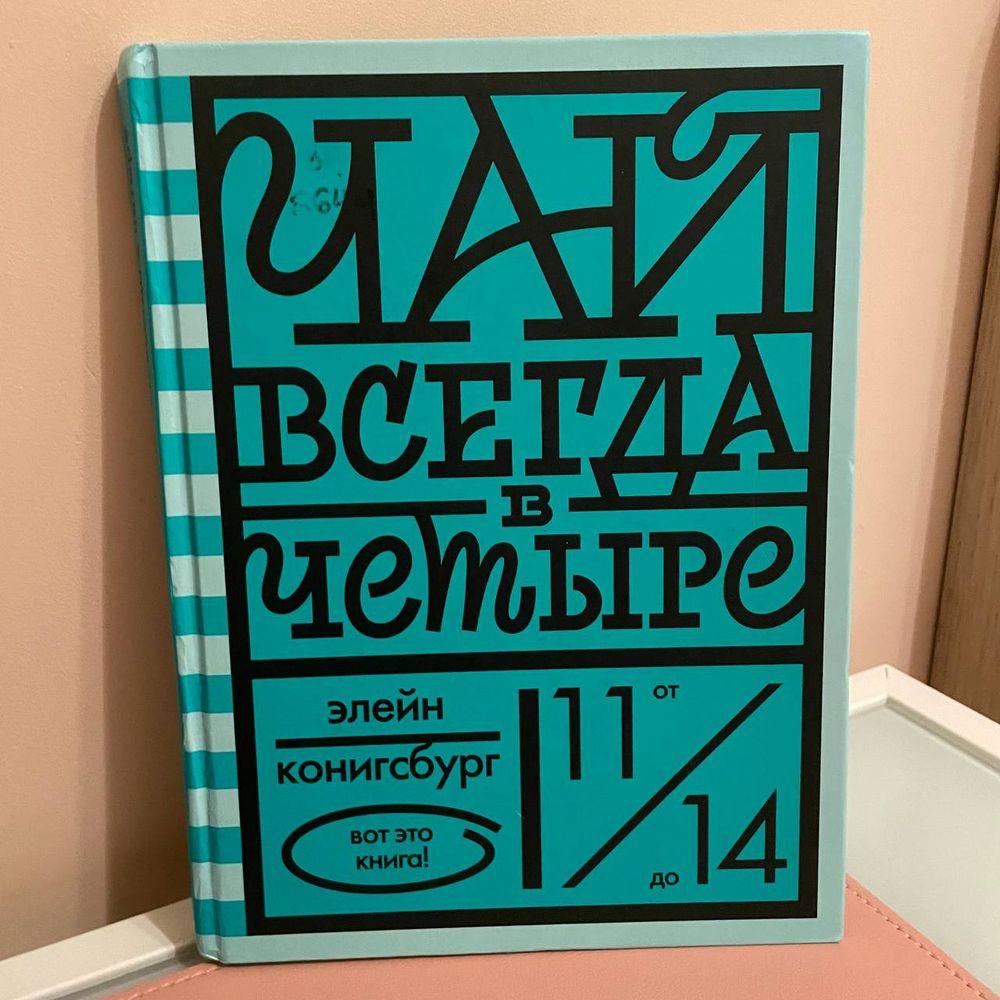 ЧАЙ
ВСЕГДА
В
ЧЕТЫРЕ
ЭЛЕЙН
КОНИГСБУРГ
ВОТ ЭТО
КНИГА!
ОТ 11
ДО 14